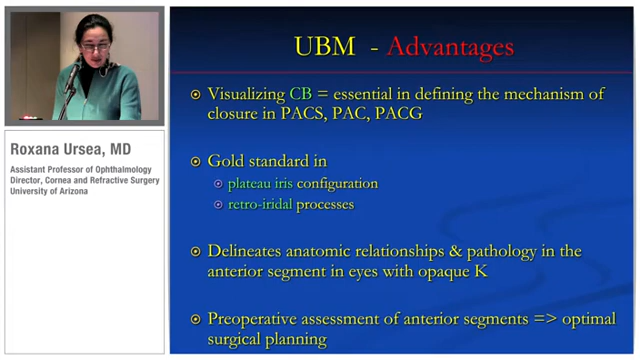 Roxana Ursea, MD
Assistant Professor of Ophthalmology
Director, Cornea and Refractive Surgery
University of Arizona
UBM - Advantages
Visualizing CB = essential in defining the mechanism of
closure in PACS, PAC, PACG
Gold standard in
plateau iris configuration
retro-iridal processes
Delineates anatomic relationships & pathology in the
anterior segment in eyes with opaque K
Preoperative assessment of anterior segments => optimal
surgical planning